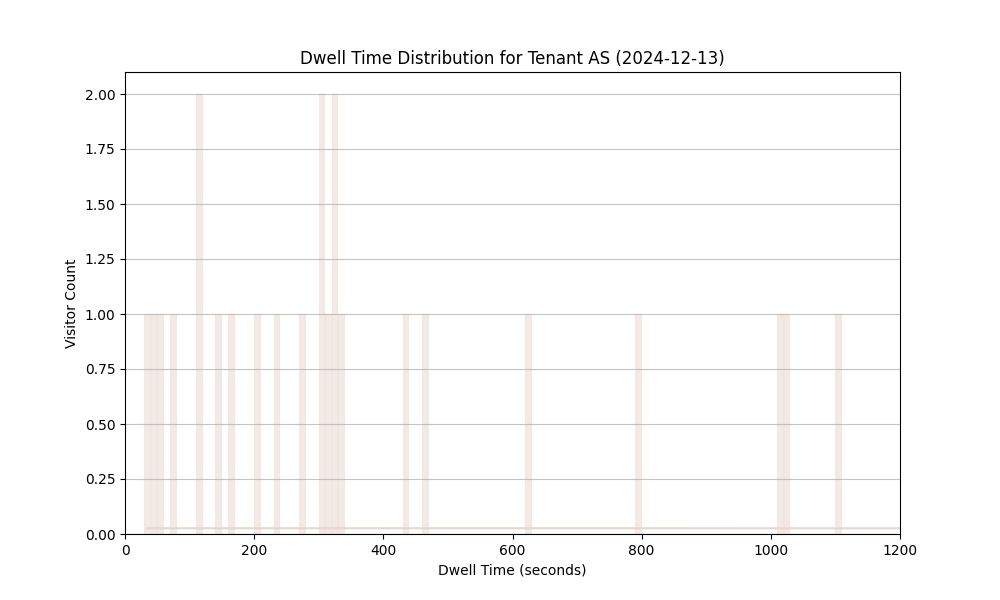 Dwell Time Distribution for Tenant AS (2024-12-13)
Visitor Count
2.00
1.75
1.50
1.25
1.00
0.75
0.50
0.25
0.00
0 200 400 600 800 1000 1200
Dwell Time (seconds)